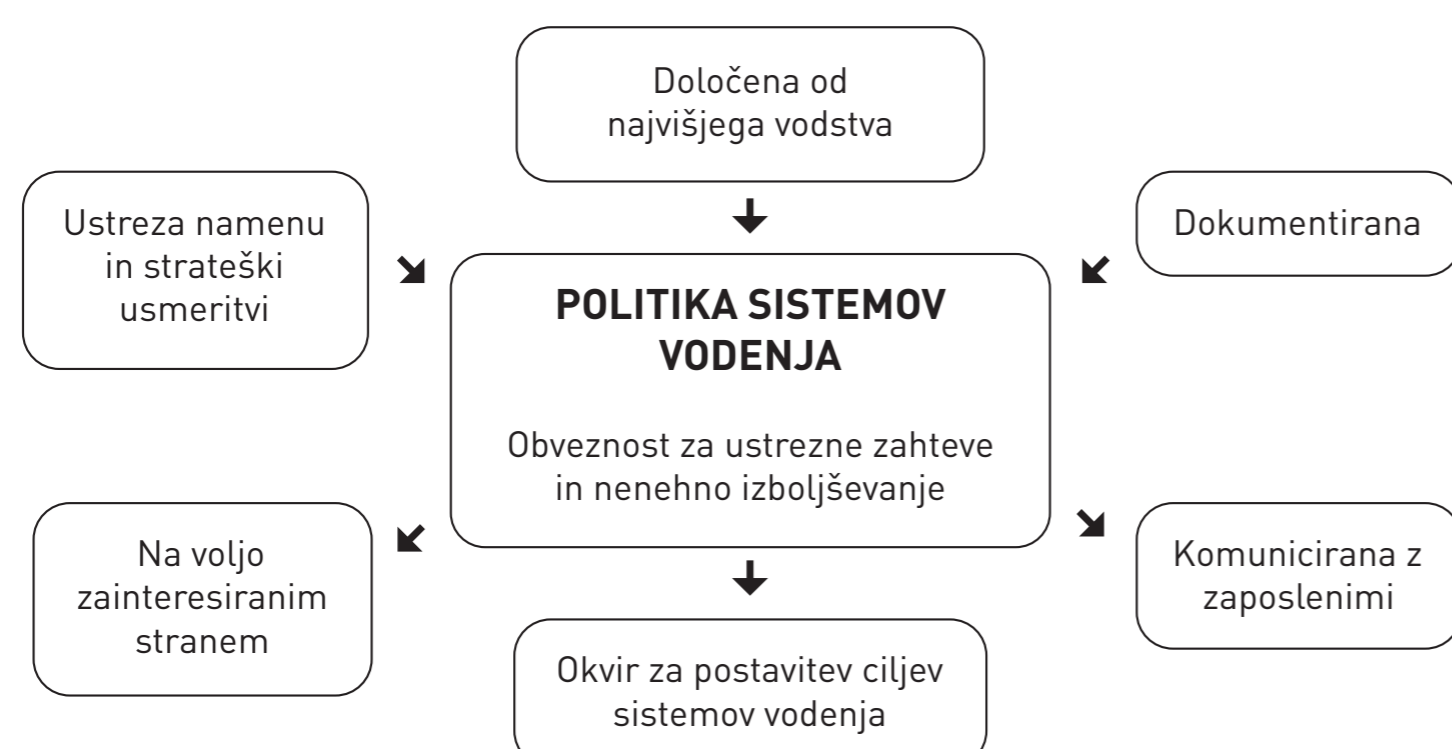 Določena od
najvišjega vodstva
Ustreza namenu
in strateški
usmeritvi
Dokumentirana
POLITIKA SISTEMOV
VODENJA
Obveznost za ustrezne zahteve
in nenehno izboljševanje
Na voljo
zainteresiranim
stranem
Komunicirana z
zaposlenimi
Okvir za postavitev ciljev
sistemov vodenja